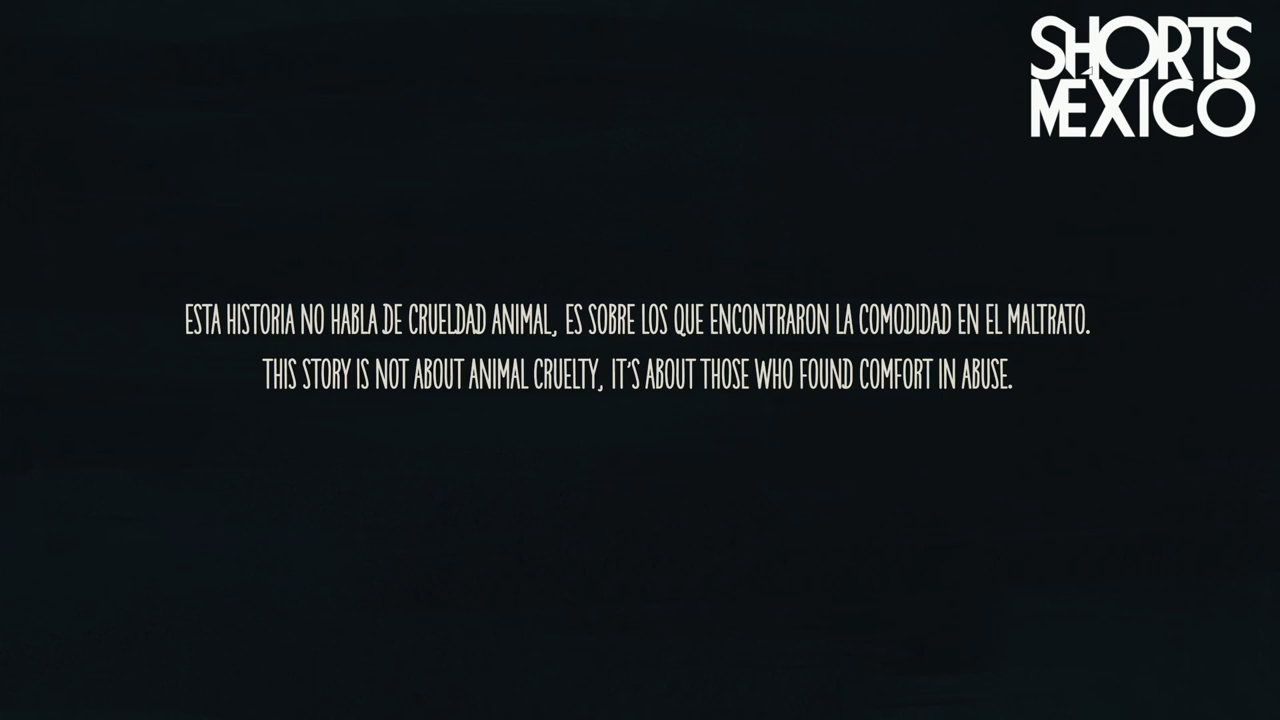 SHORTS
MÉXICO
ESTA HISTORIA NO HABLA DE CRUELDAD ANIMAL, ES SOBRE LOS QUE ENCONTRARON LA COMODIDAD EN EL MALTRATO.
THIS STORY IS NOT ABOUT ANIMAL CRUELTY, IT'S ABOUT THOSE WHO FOUND COMFORT IN ABUSE.